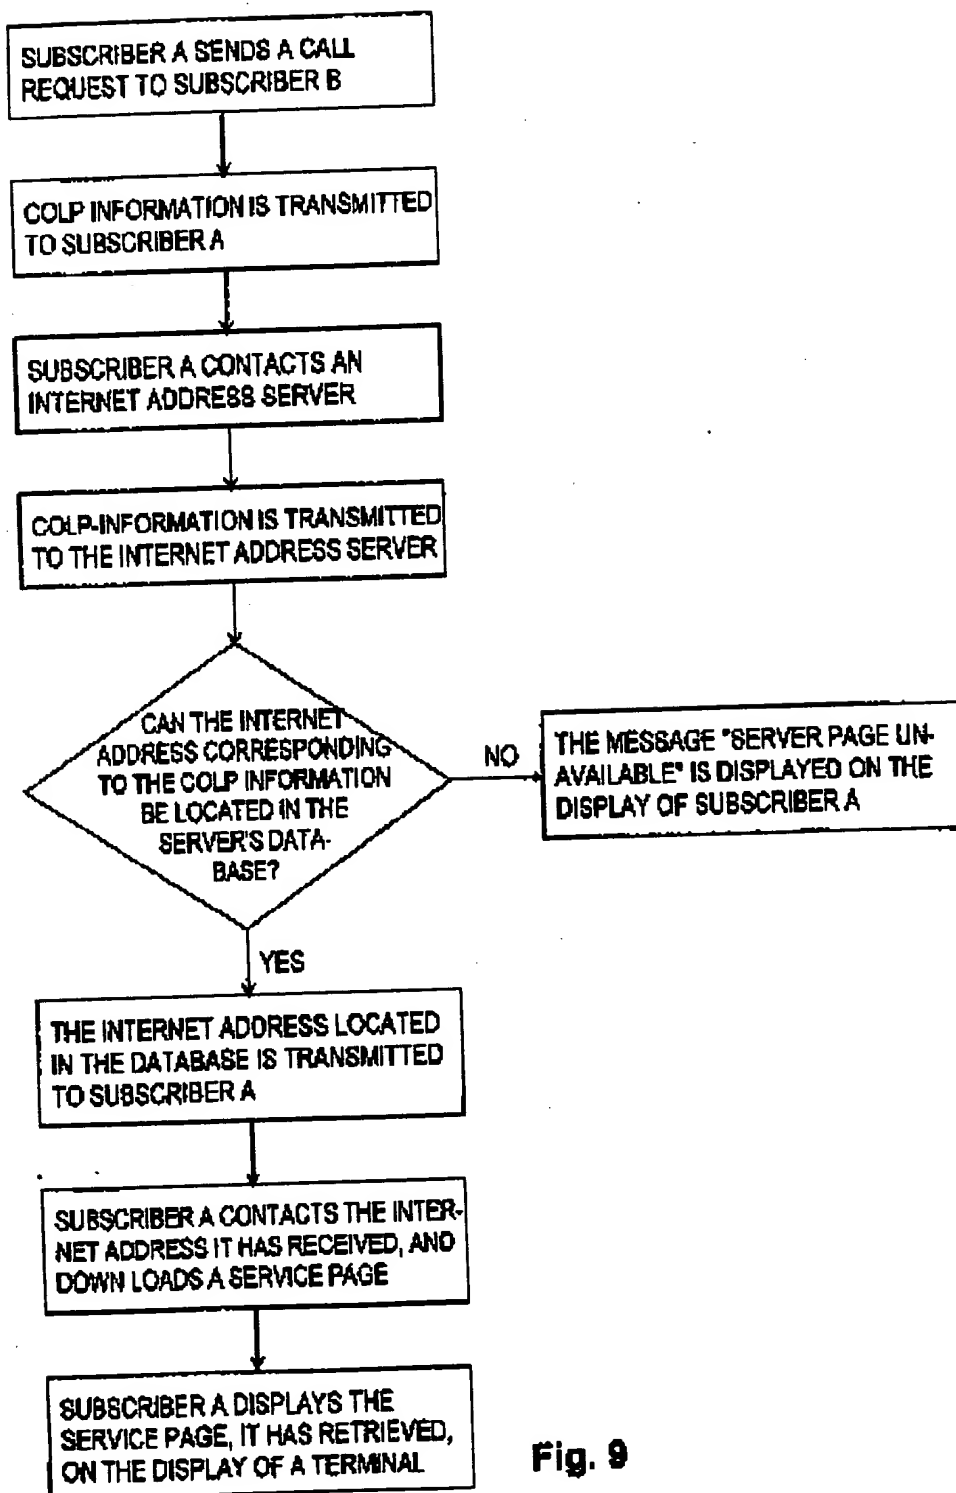 SUBSCRIBER A SENDS A CALL
REQUEST TO SUBSCRIBER B
COLP INFORMATION IS TRANSMITTED
TO SUBSCRIBER A
SUBSCRIBER A CONTACTS AN
INTERNET ADDRESS SERVER
COLP-INFORMATION IS TRANSMITTED
TO THE INTERNET ADDRESS SERVER
CAN THE INTERNET
ADDRESS CORRESPONDING
TO THE COLP INFORMATION
BE LOCATED IN THE
SERVER'S DATA-
BASE?
NO
THE MESSAGE "SERVER PAGE UN-
AVAILABLE" IS DISPLAYED ON THE
DISPLAY OF SUBSCRIBER A
YES
THE INTERNET ADDRESS LOCATED
IN THE DATABASE IS TRANSMITTED
TO SUBSCRIBER A
SUBSCRIBER A CONTACTS THE INTER-
NET ADDRESS IT HAS RECEIVED, AND
DOWN LOADS A SERVICE PAGE
SUBSCRIBER A DISPLAYS THE
SERVICE PAGE, IT HAS RETRIEVED,
ON THE DISPLAY OF A TERMINAL
Fig. 9